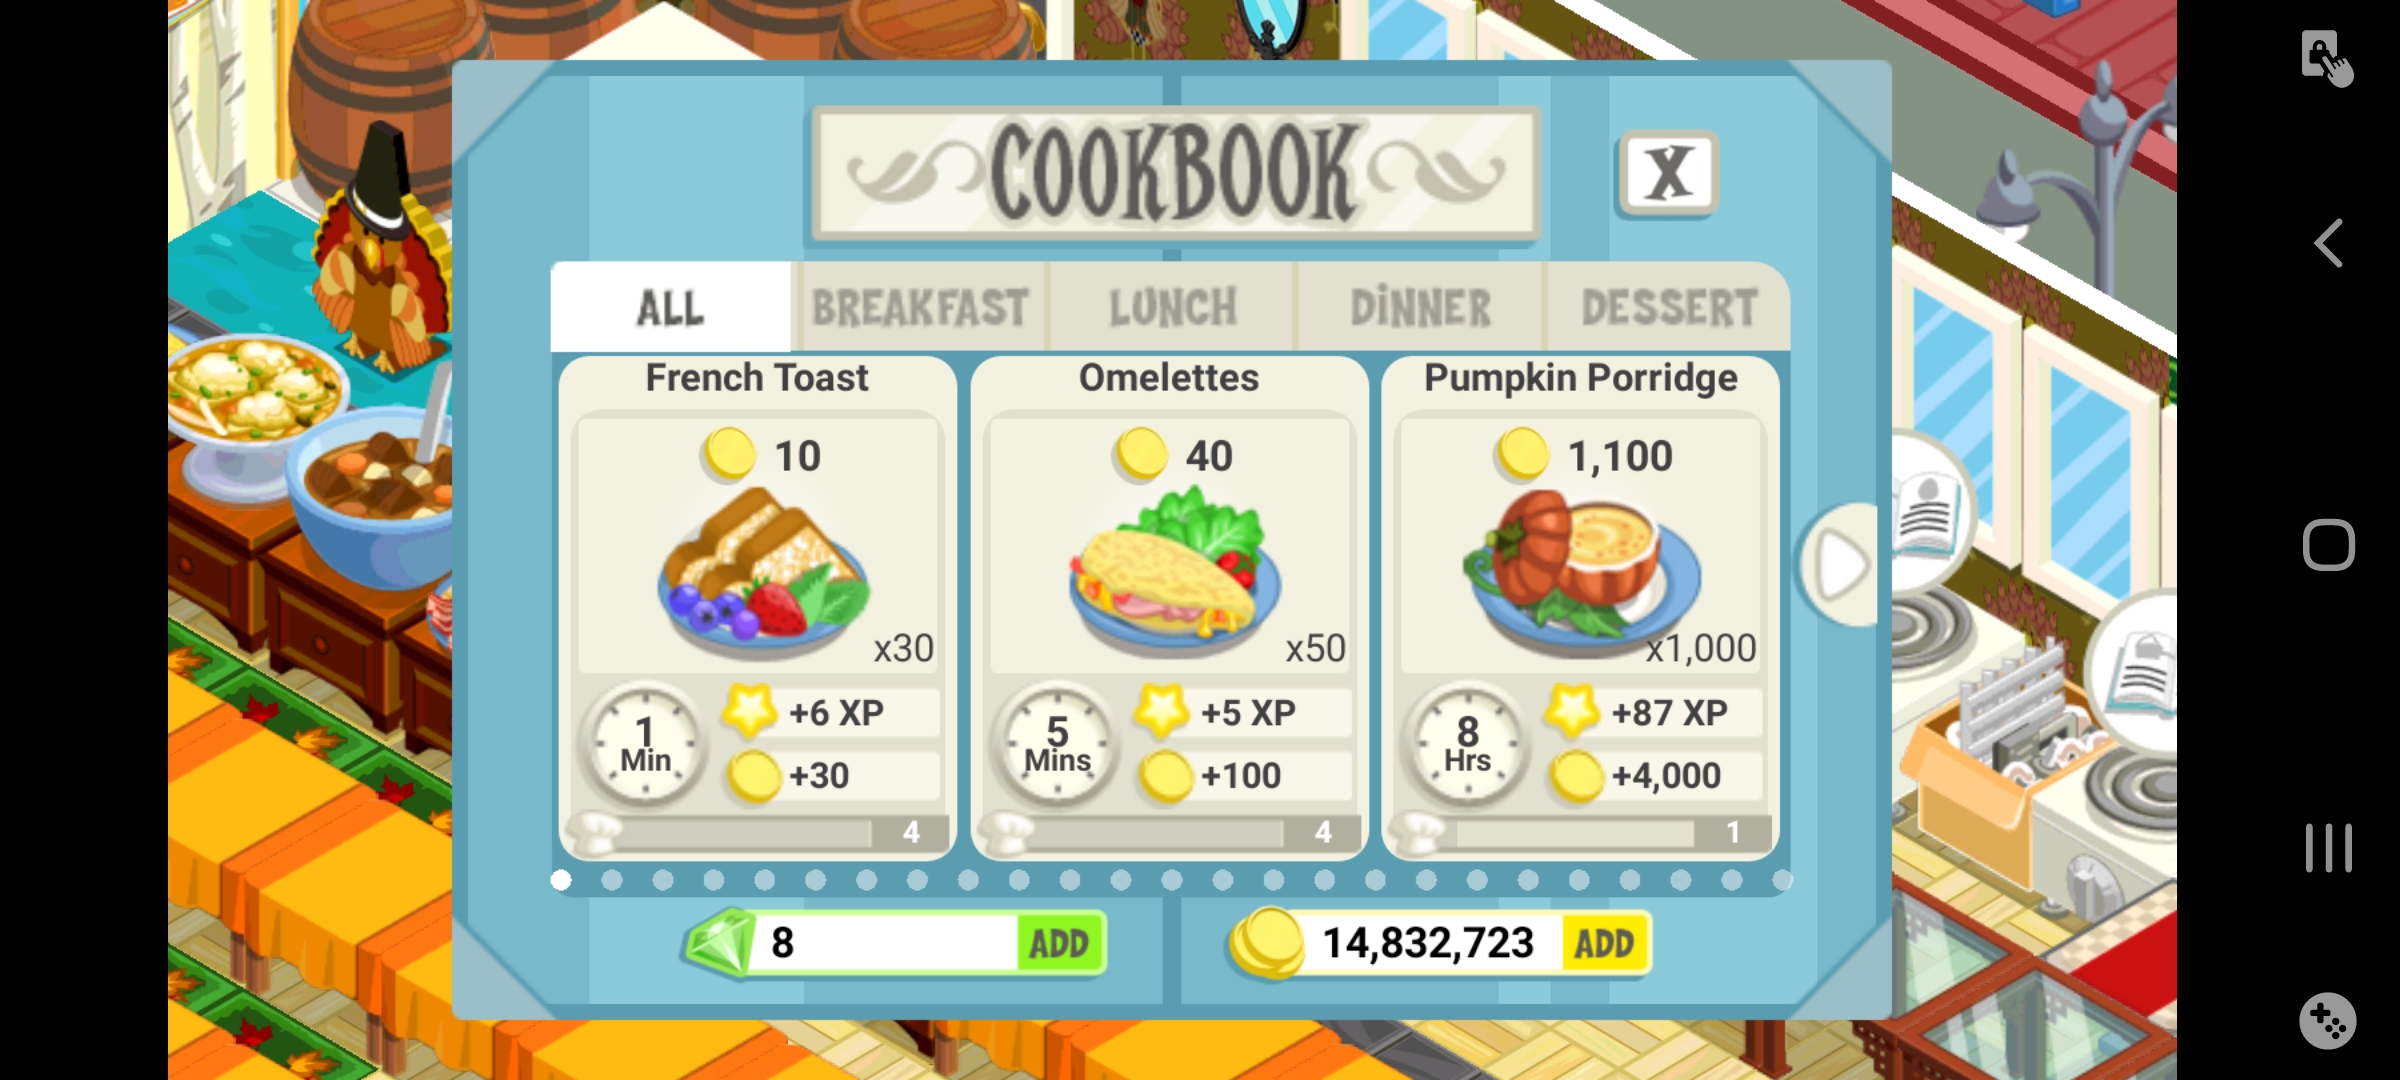 COOKBOOK
X
ALL
BREAKFAST
LUNCH
DINNER
DESSERT
French Toast
10
x30
1
Min
+6 XP
+30
4
Omelettes
40
x50
5
Mins
+5 XP
+100
4
Pumpkin Porridge
1,100
x1,000
8
Hrs
+87 XP
+4,000
1
8
ADD
14,832,723
ADD